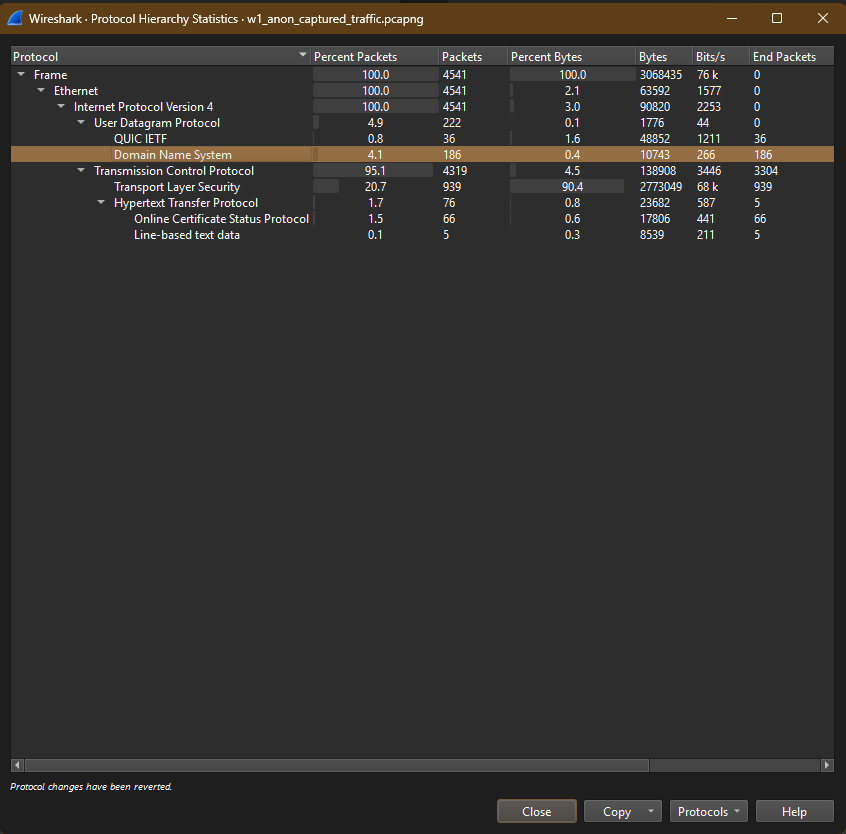 Wireshark · Protocol Hierarchy Statistics · w1_anon_captured_traffic.pcapng
Protocol Percent Packets Packets Percent Bytes Bytes Bits/s End Packets
Frame 100.0 4541 100.0 3068435 76 k 0
Ethernet 100.0 4541 2.1 63592 1577 0
Internet Protocol Version 4 100.0 4541 3.0 90820 2253 0
User Datagram Protocol 4.9 222 0.1 1776 44 0
QUIC IETF 0.8 36 1.6 48852 1211 36
Domain Name System 4.1 186 0.4 10743 266 186
Transmission Control Protocol 95.1 4319 4.5 138908 3446 3304
Transport Layer Security 20.7 939 90.4 2773049 68 k 939
Hypertext Transfer Protocol 1.7 76 0.8 23682 587 5
Online Certificate Status Protocol 1.5 66 0.6 17806 441 66
Line-based text data 0.1 5 0.3 8539 211 5
Protocol changes have been reverted.
Close Copy Protocols Help